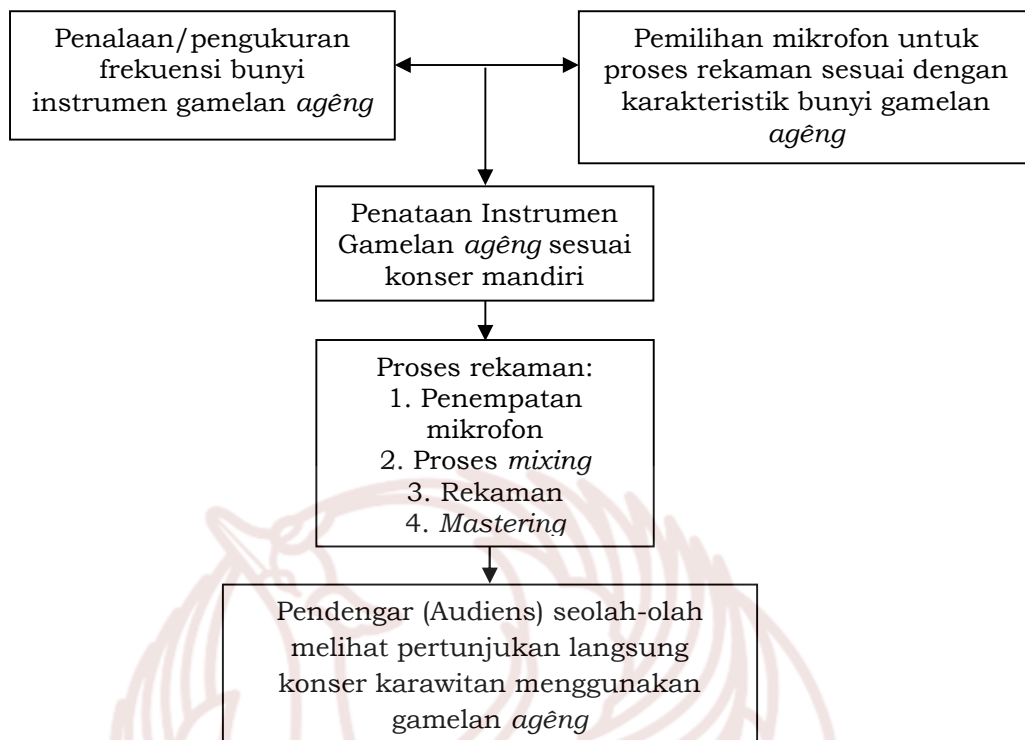 Penalaan/pengukuran
frekuensi bunyi
instrumen gamelan agêng
Pemilihan mikrofon untuk
proses rekaman sesuai dengan
karakteristik bunyi gamelan
agêng
Penataan Instrumen
Gamelan agêng sesuai
konser mandiri
Proses rekaman:
1. Penempatan
mikrofon
2. Proses mixing
3. Rekaman
4. Mastering
Pendengar (Audiens) seolah-olah
melihat pertunjukan langsung
konser karawitan menggunakan
gamelan agêng